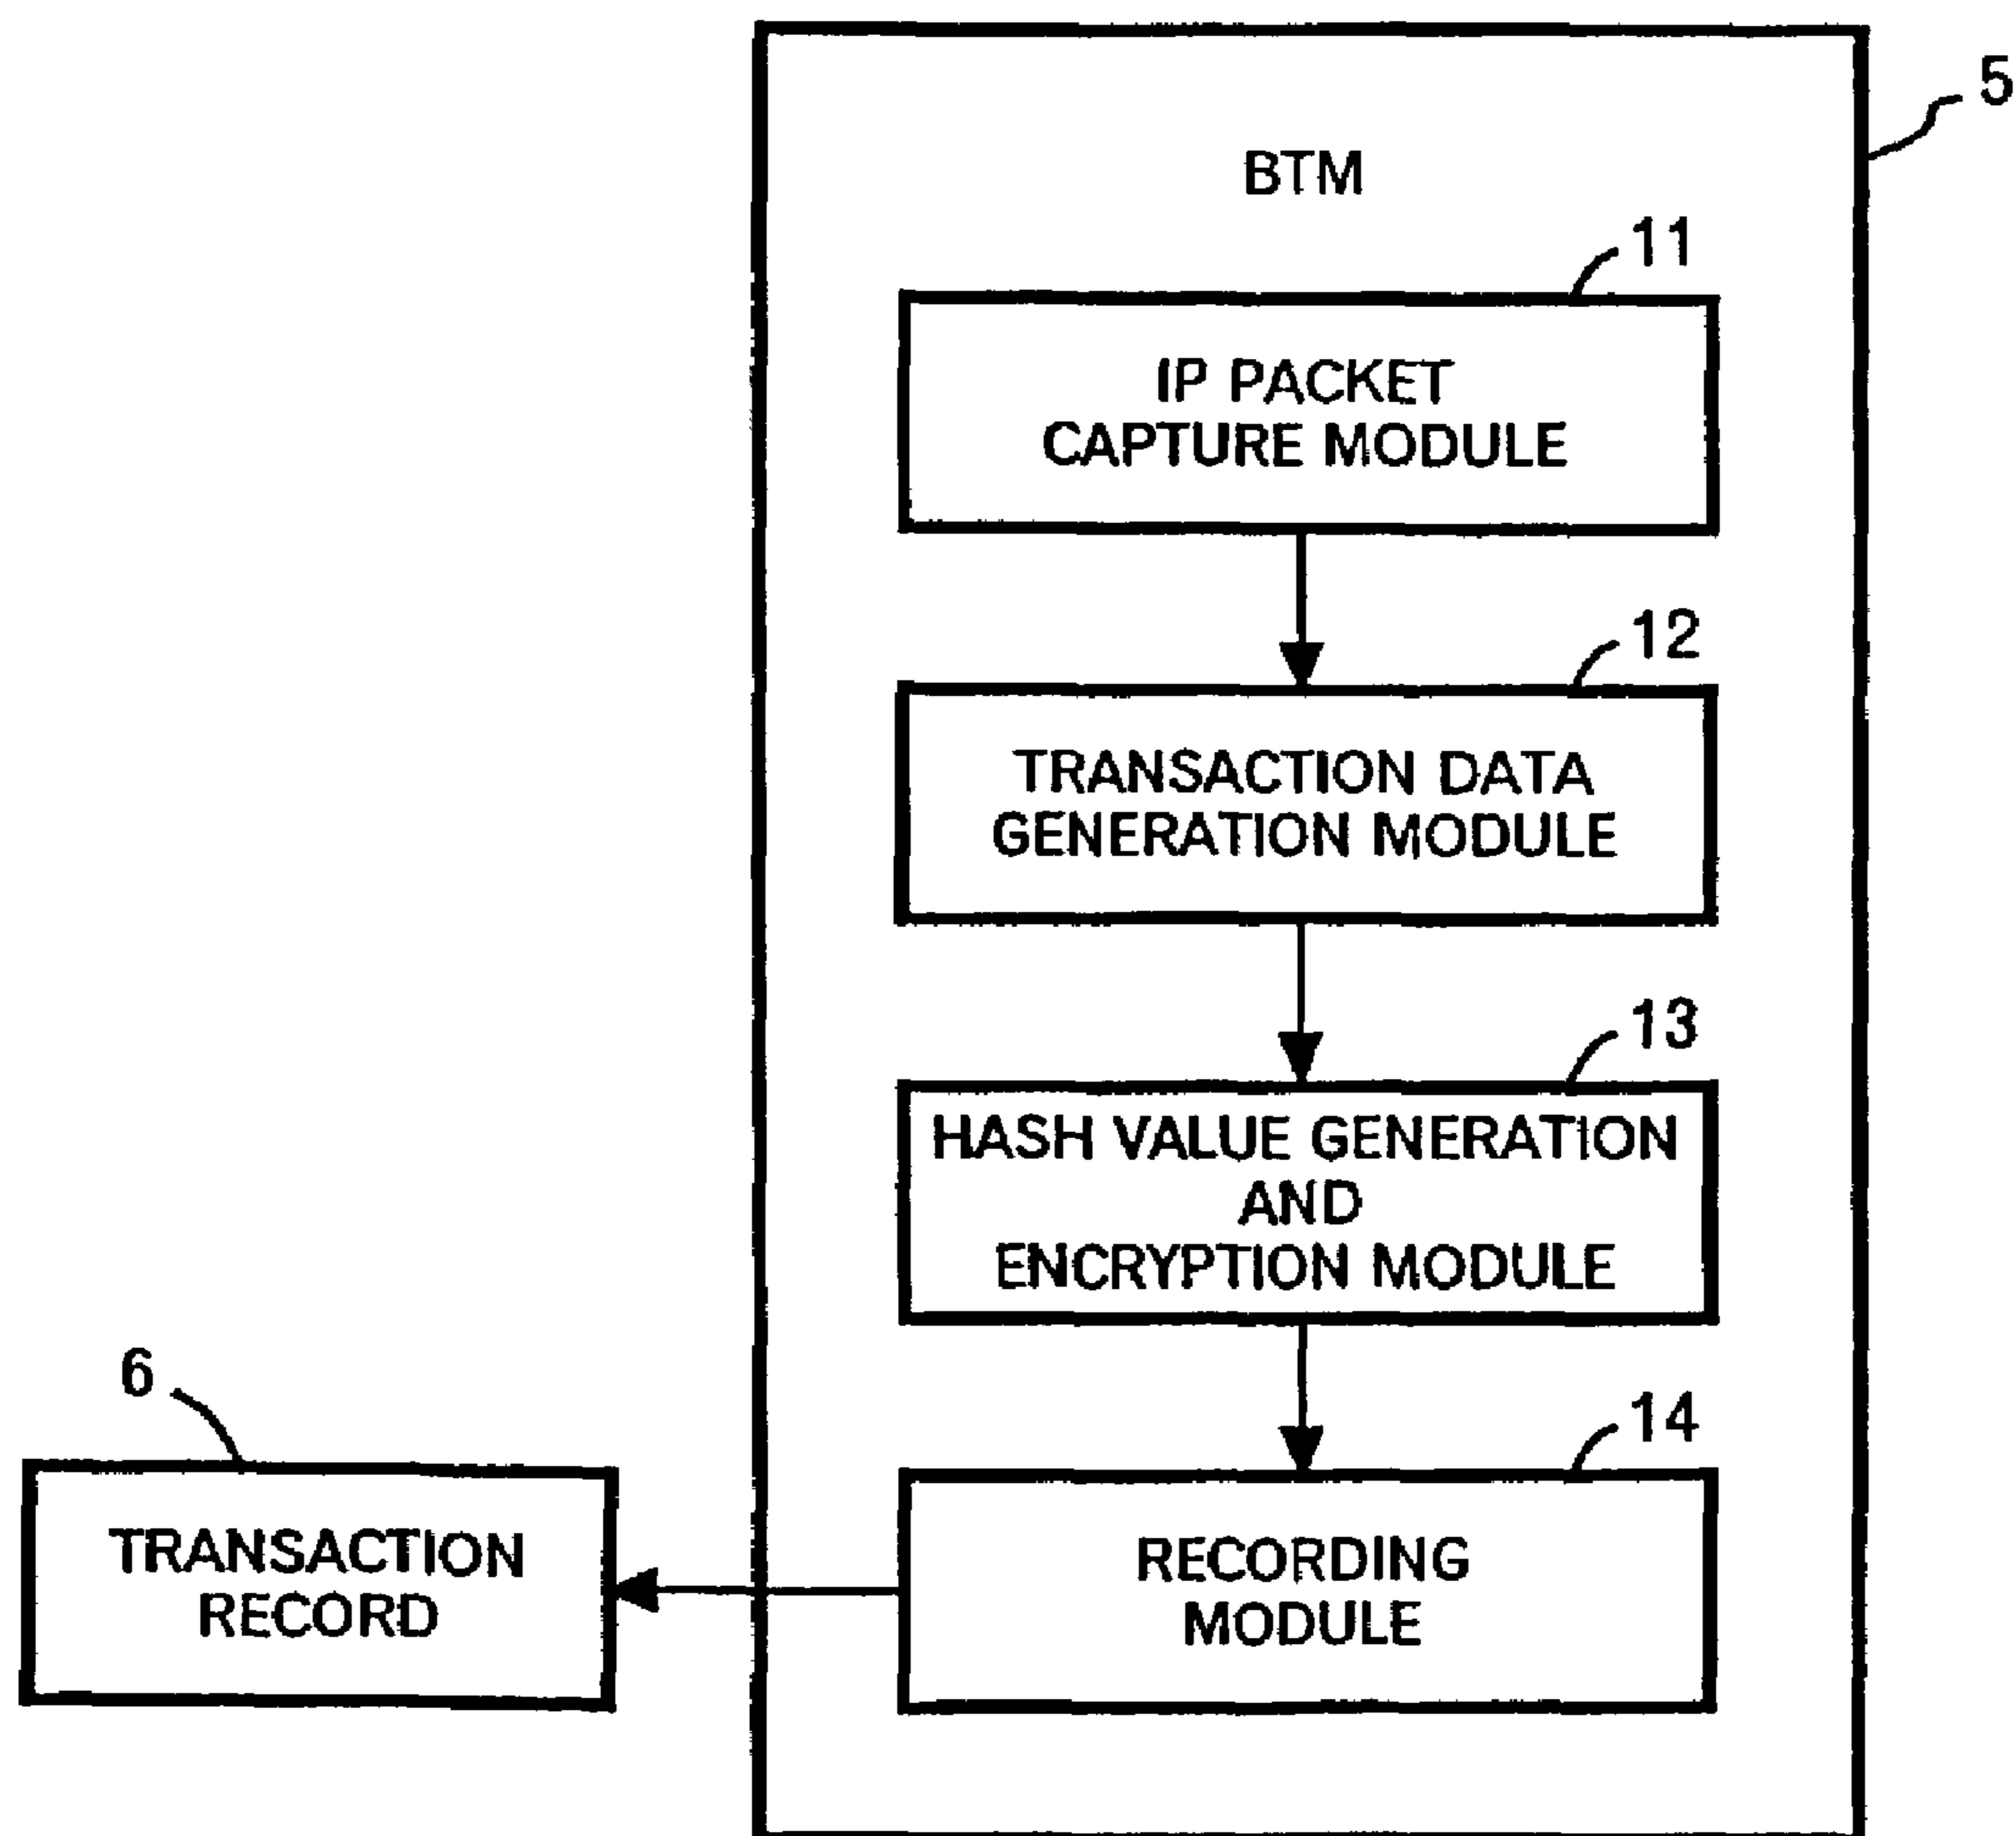 5
BTM
11
IP PACKET
CAPTURE MODULE
12
TRANSACTION DATA
GENERATION MODULE
13
HASH VALUE GENERATION
AND
ENCRYPTION MODULE
6
14
TRANSACTION
RECORD
RECORDING
MODULE